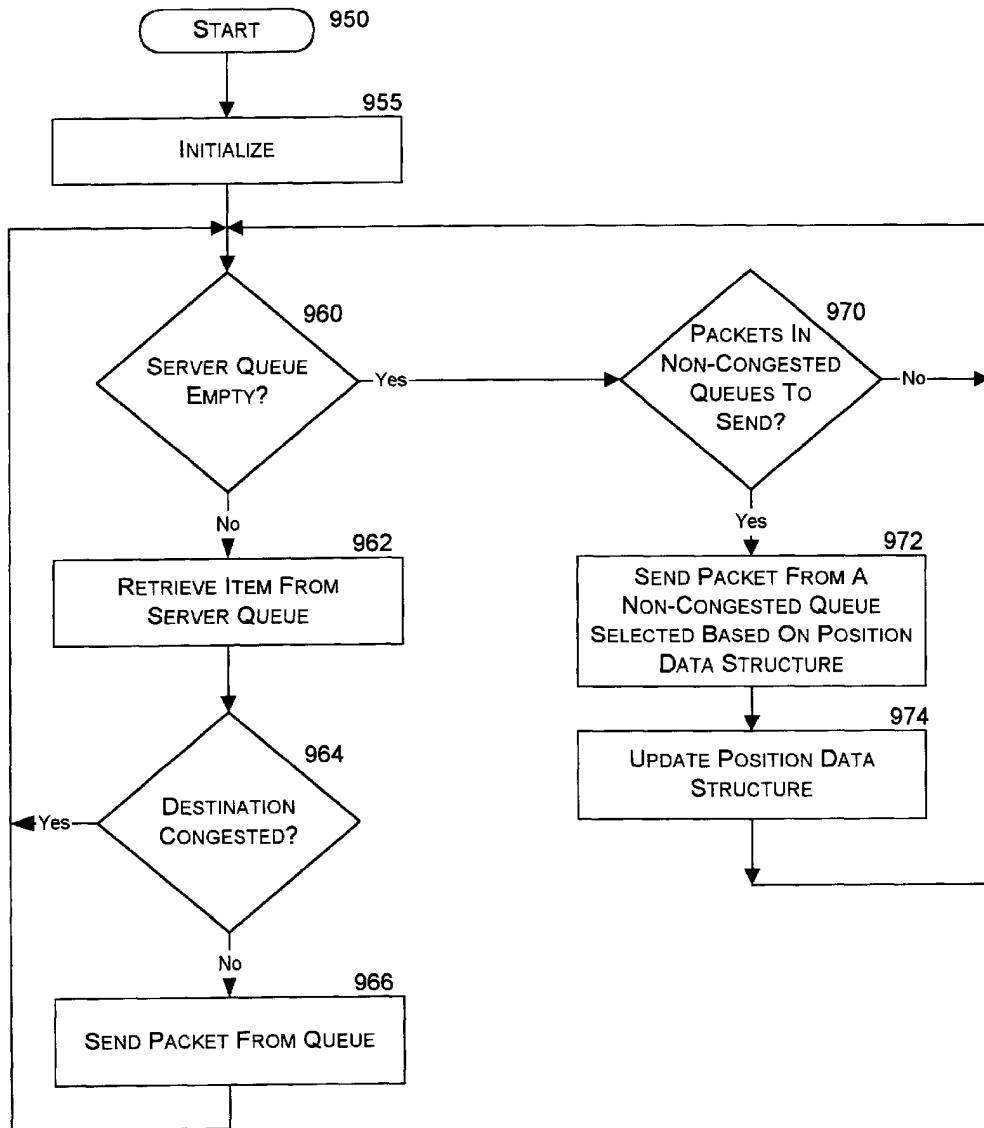 START
950
955
INITIALIZE
960
SERVER QUEUE
EMPTY?
Yes
970
PACKETS IN
NON-CONGESTED
QUEUES TO
SEND?
No
No
962
RETRIEVE ITEM FROM
SERVER QUEUE
Yes
972
SEND PACKET FROM A
NON-CONGESTED QUEUE
SELECTED BASED ON POSITION
DATA STRUCTURE
964
DESTINATION
CONGESTED?
Yes
974
UPDATE POSITION DATA
STRUCTURE
No
966
SEND PACKET FROM QUEUE